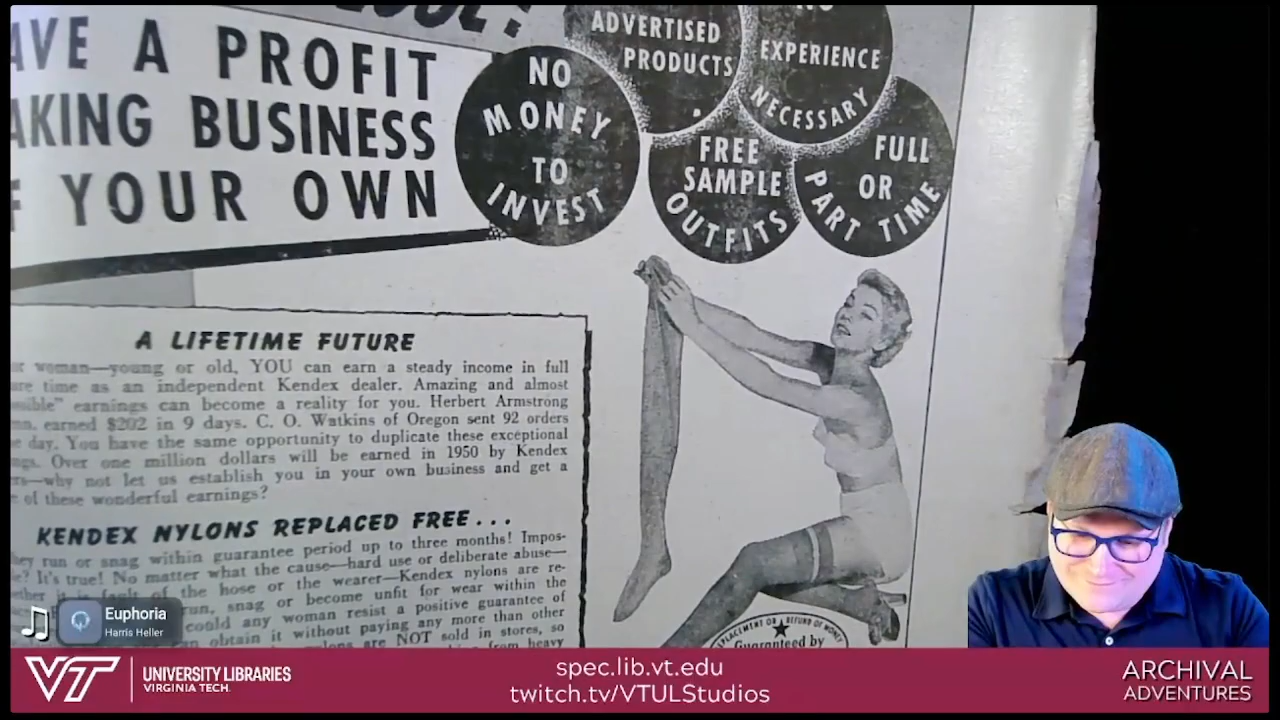 A PROFIT
BUSINESS
YOUR OWN
ADVERTISED
PRODUCTS
NO
EXPERIENCE
NECESSARY
NO
MONEY
TO
INVEST
FREE
SAMPLE
OUTFITS
FULL
OR
PART TIME
A LIFETIME FUTURE
woman—young or old, YOU can earn a steady income in full
time as an independent Kendex dealer. Amazing and almost
earnings can become a reality for you. Herbert Armstrong
earned $202 in 9 days. C. O. Watkins of Oregon sent 92 orders
day. You have the same opportunity to duplicate these exceptional
Over one million dollars will be earned in 1950 by Kendex
why not let us establish you in your own business and get a
of these wonderful earnings?
KENDEX NYLONS REPLACED FREE...
run or snag within guarantee period up to three months! Impos-
It's true! No matter what the cause—hard use or deliberate abuse—
fault of the hose or the wearer—Kendex nylons are re-
run, snag or become unfit for wear within the
could any woman resist a positive guarantee of
obtain it without paying any more than other
are NOT sold in stores, so
from heavy
REFUND OF MONEY
Guaranteed by
Euphoria
Harris Heller
VT
UNIVERSITY LIBRARIES
VIRGINIA TECH.
spec.lib.vt.edu
twitch.tv/VTULStudios
ARCHIVAL
ADVENTURES